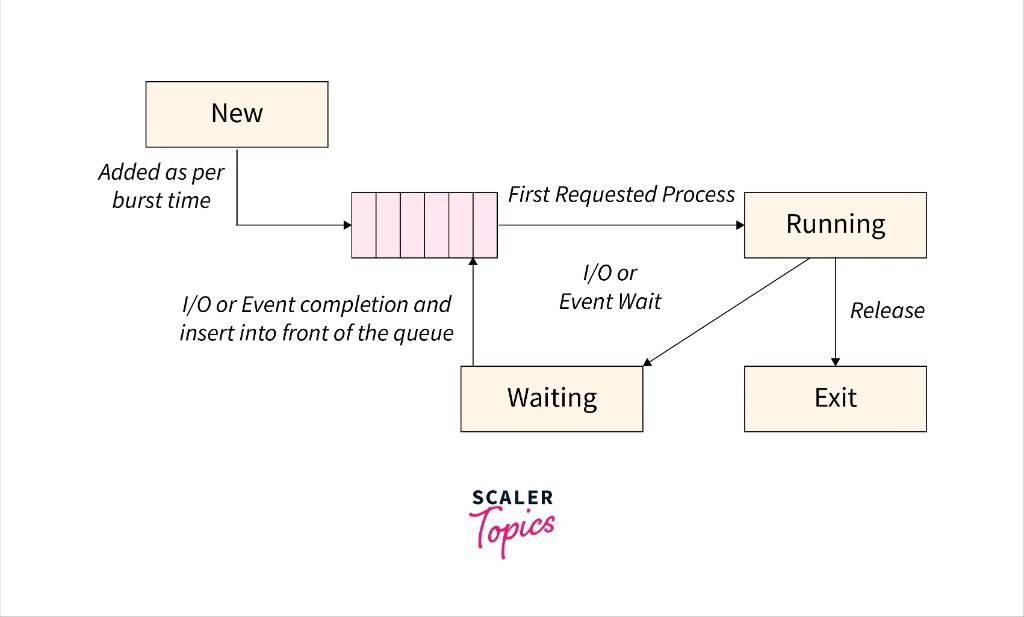 New
Added as per
burst time
First Requested Process
Running
I/O or
Event Wait
I/O or Event completion and
insert into front of the queue
Release
Waiting
Exit
SCALER
Topics